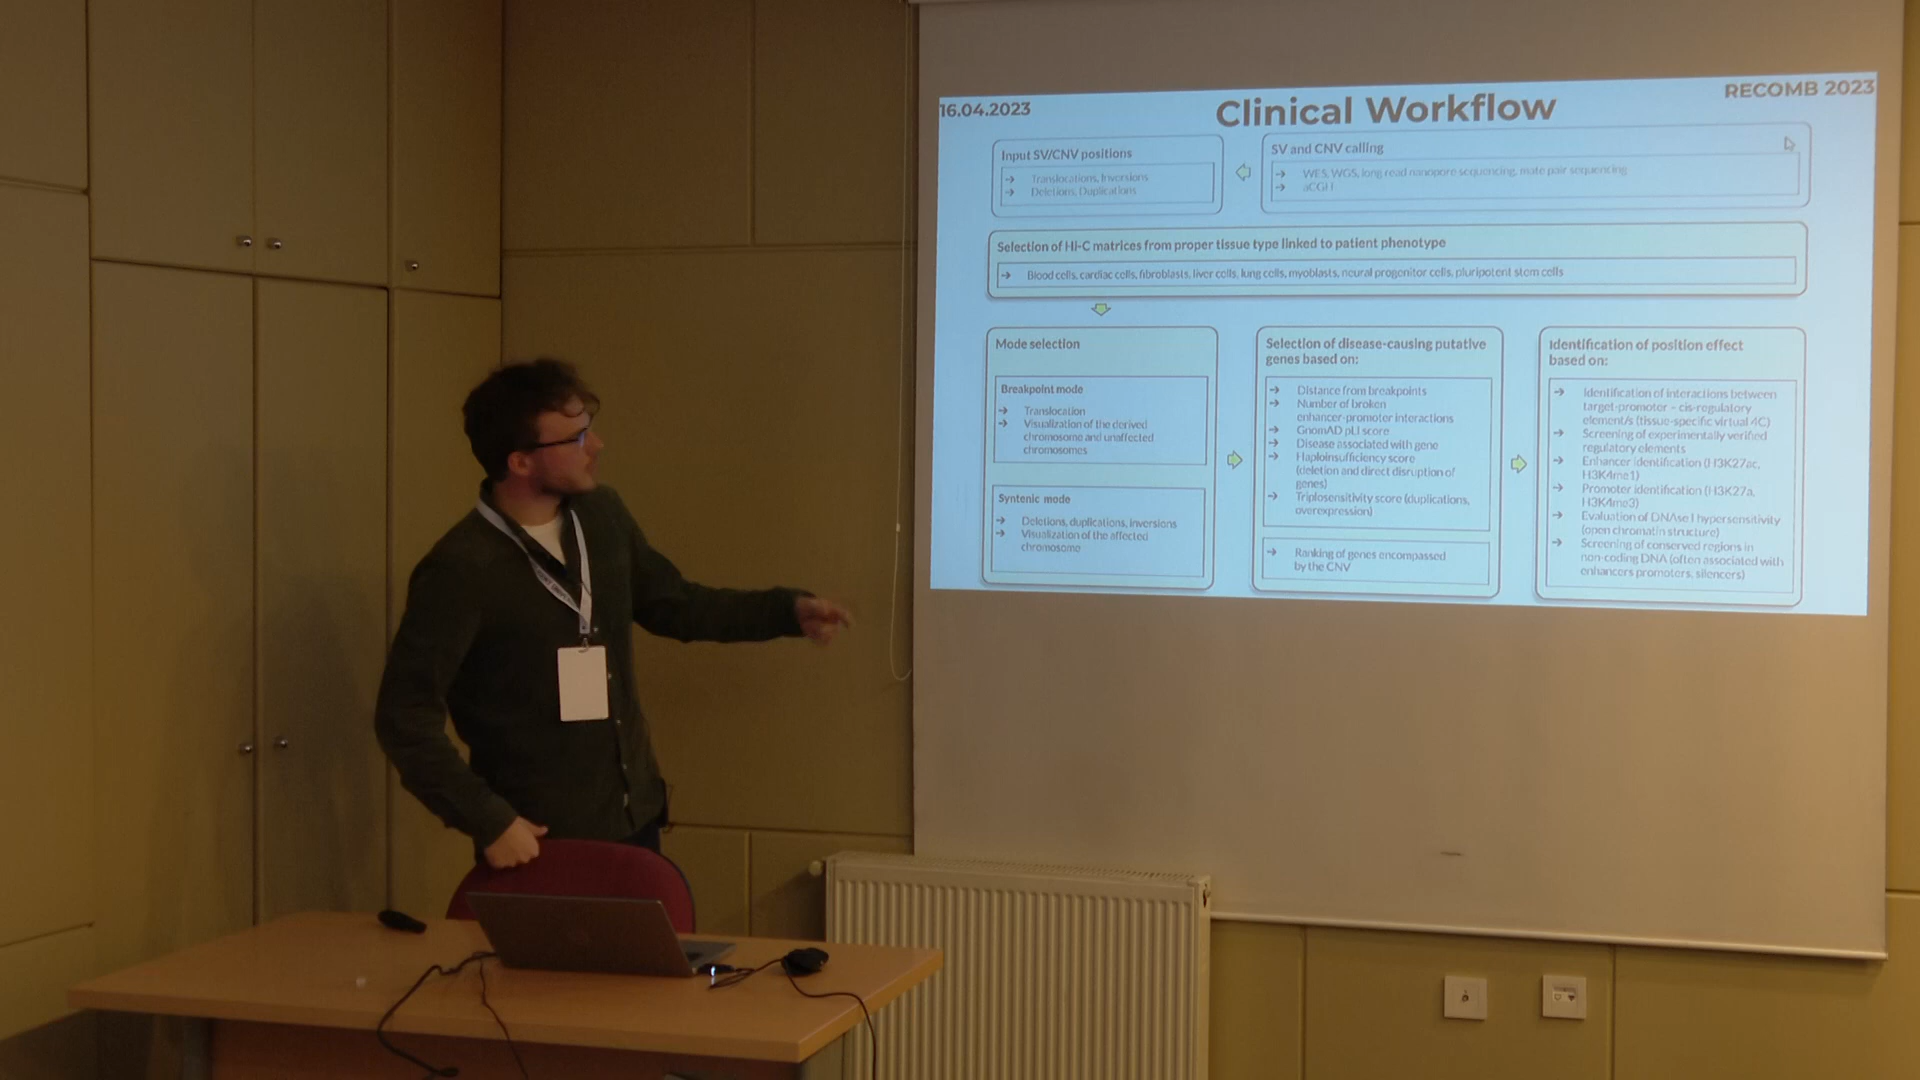 16.04.2023
Clinical Workflow
RECOMB 2023
Input SV/CNV positions
→ Translocations, Inversions
→ Deletions, Duplications
SV and CNV calling
→ WES, WGS, long read nanopore sequencing, mate pair sequencing
→ aCGH
Selection of Hi-C matrices from proper tissue type linked to patient phenotype
→ Blood cells, cardiac cells, fibroblasts, liver cells, lung cells, myoblasts, neural progenitor cells, pluripotent stem cells
Mode selection
Breakpoint mode
→ Translocation
→ Visualization of the derived
chromosome and unaffected
chromosomes
Syntenic mode
→ Deletions, duplications, inversions
→ Visualization of the affected
chromosome
Selection of disease-causing putative
genes based on:
→ Distance from breakpoints
→ Number of broken
enhancer-promoter interactions
→ GnomAD pLI score
→ Disease associated with gene
→ Haploinsufficiency score
(deletion and direct disruption of
genes)
→ Triplosensitivity score (duplications,
overexpression)
→ Ranking of genes encompassed
by the CNV
Identification of position effect
based on:
→ Identification of interactions between
target-promoter – cis-regulatory
element/s (tissue-specific virtual 4C)
→ Screening of experimentally verified
regulatory elements
→ Enhancer identification (H3K27ac,
H3K4me1)
→ Promoter identification (H3K27a,
H3K4me3)
→ Evaluation of DNAse I hypersensitivity
(open chromatin structure)
→ Screening of conserved regions in
non-coding DNA (often associated with
enhancers promoters, silencers)